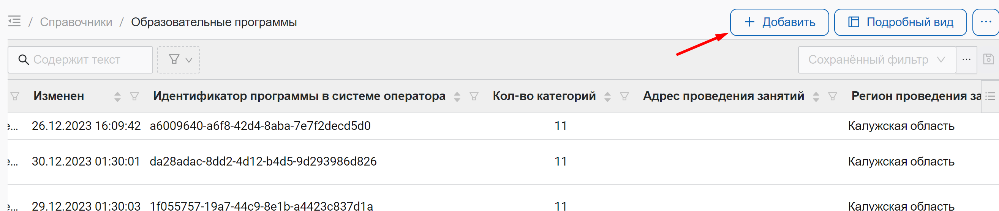 / Справочники / Образовательные программы + Добавить Подробный вид ...
Содержит текст Сохранённый фильтр ...
Изменен Идентификатор программы в системе оператора Кол-во категорий Адрес проведения занятий Регион проведения за
е... 26.12.2023 16:09:42 a6009640-a6f8-42d4-8aba-7e7f2decd5d0 11 Калужская область
е... 30.12.2023 01:30:01 da28adac-8dd2-4d12-b4d5-9d293986d826 11 Калужская область
е... 29.12.2023 01:30:03 1f055757-19a7-44c9-8e1b-a4423c837d1a 11 Калужская область